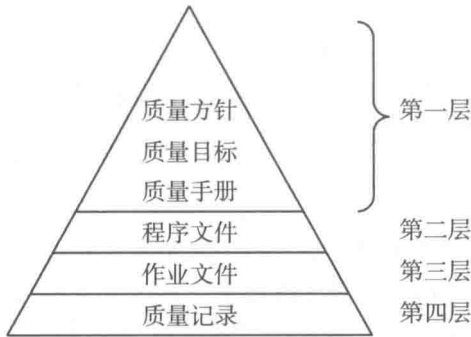 质量方针
第一层
质量目标
质量手册
程序文件 第二层
作业文件 第三层
质量记录 第四层